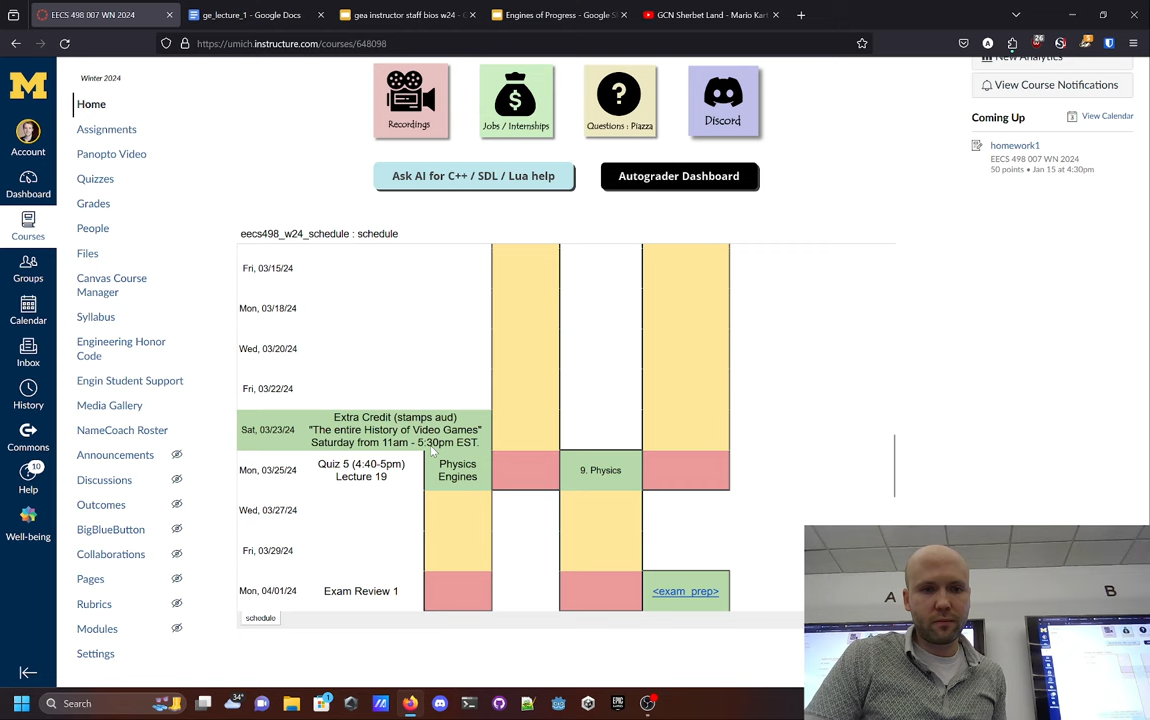 EECS 498 007 WN 2024
ge_lecture_1 - Google Docs
gea instructor staff bios w24 -
Engines of Progress - Google
GCN Sherbet Land - Mario Kart
https://umich.instructure.com/courses/648098
26
Winter 2024
Home
Assignments
Panopto Video
Quizzes
Grades
People
Files
Canvas Course
Manager
Syllabus
Engineering Honor
Code
Engin Student Support
Media Gallery
NameCoach Roster
Announcements
Discussions
Outcomes
BigBlueButton
Collaborations
Pages
Rubrics
Modules
Settings
Account
Dashboard
Courses
Groups
Calendar
Inbox
History
Commons
10
Help
Well-being
Recordings
Jobs / Internships
Questions : Piazza
Discord
Ask AI for C++ / SDL / Lua help
Autograder Dashboard
New Analytics
View Course Notifications
Coming Up
View Calendar
homework1
EECS 498 007 WN 2024
50 points • Jan 15 at 4:30pm
eecs498_w24_schedule : schedule
Fri, 03/15/24
Mon, 03/18/24
Wed, 03/20/24
Fri, 03/22/24
Sat, 03/23/24
Extra Credit (stamps aud)
"The entire History of Video Games"
Saturday from 11am - 5:30pm EST.
Mon, 03/25/24
Quiz 5 (4:40-5pm)
Lecture 19
Physics
Engines
9. Physics
Wed, 03/27/24
Fri, 03/29/24
Mon, 04/01/24
Exam Review 1
<exam_prep>
schedule
A
B
Search
34°
1